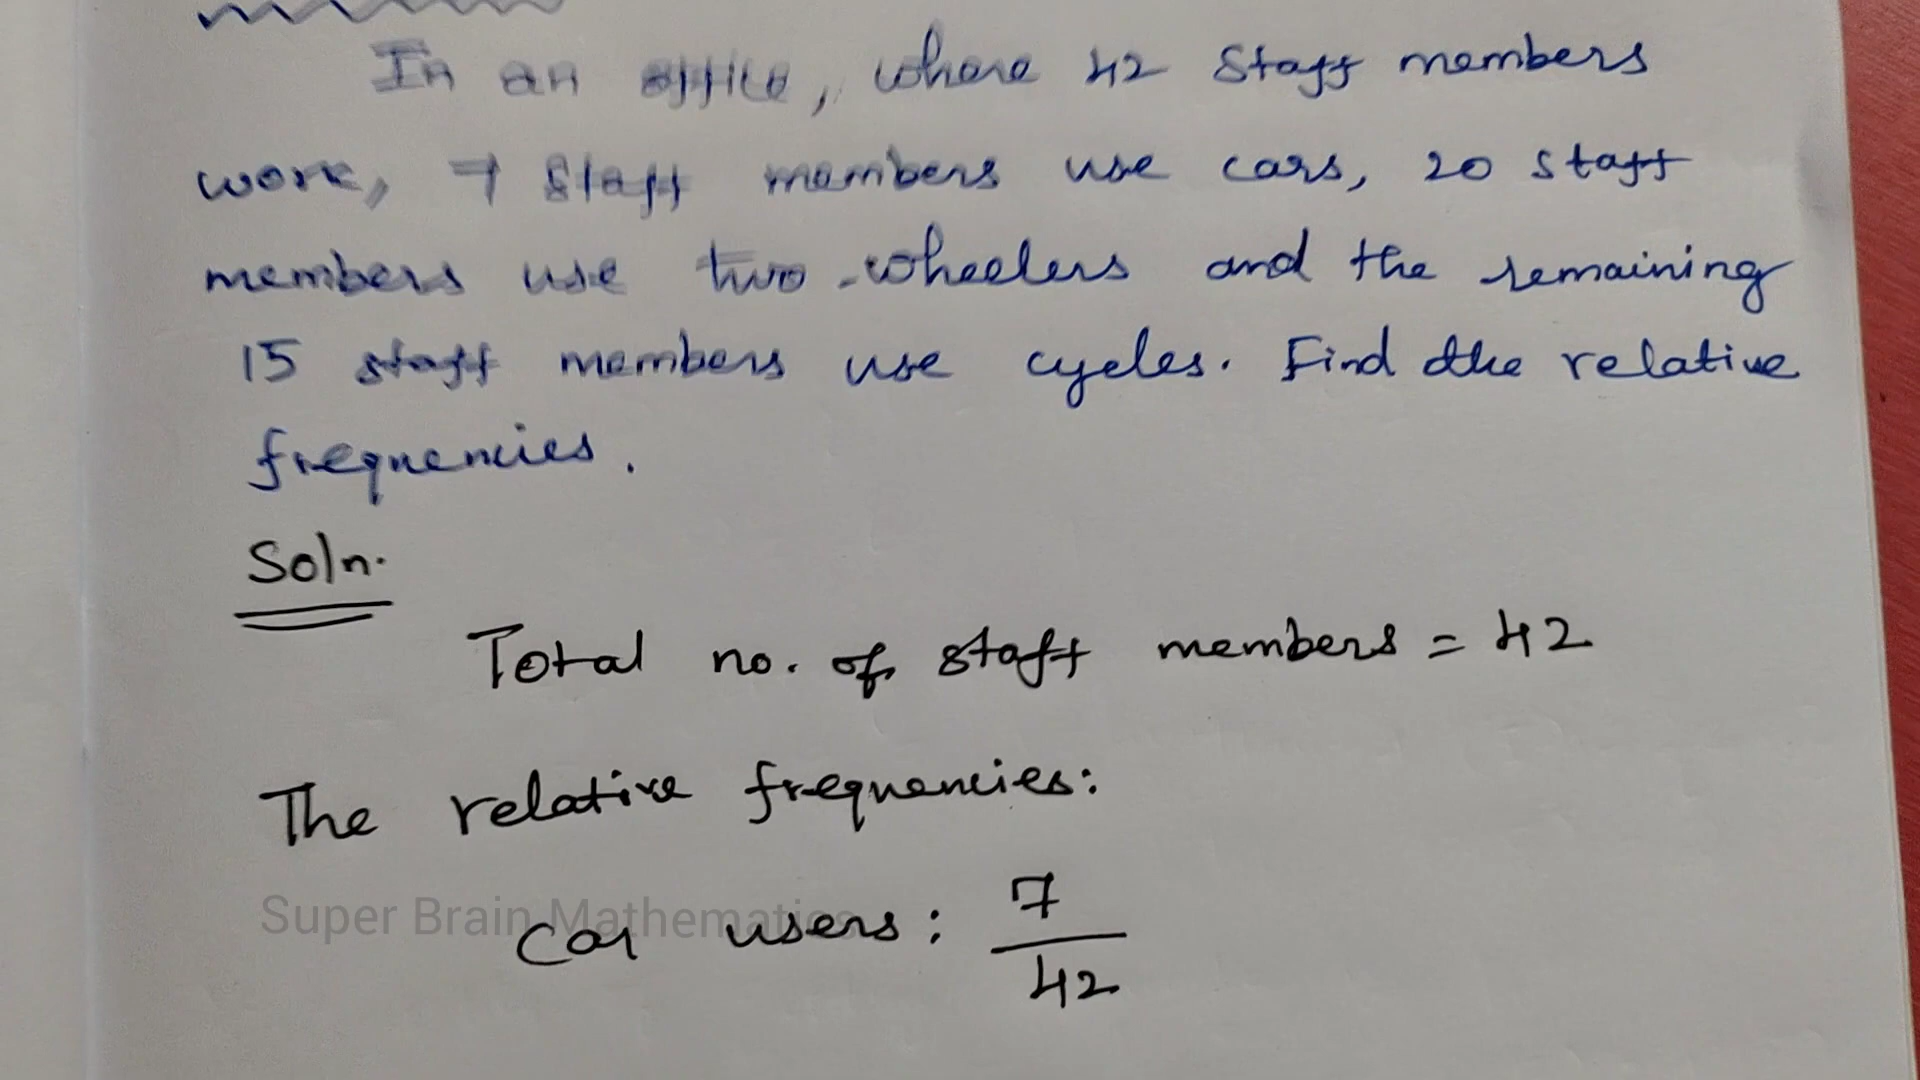 In an office, where 42 staff members
work, 7 staff members use cars, 20 staff
members use two-wheelers and the remaining
15 staff members use cycles. Find the relative
frequencies.
Soln.
Total no. of staff members = 42
The relative frequencies:
Car users: 7/42
Super Brain Mathematics